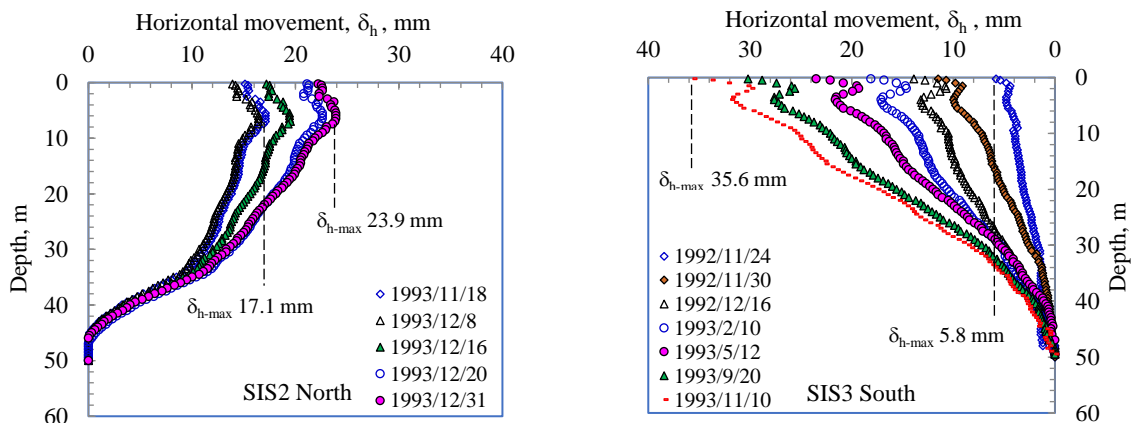 Horizontal movement, δh , mm
0 10 20 30 40
0
10
20
30
40
50
60
Depth, m
δh-max 23.9 mm
δh-max 17.1 mm
1993/11/18
1993/12/8
1993/12/16
1993/12/20
1993/12/31
SIS2 North
Horizontal movement, δh , mm
40 30 20 10 0
0
10
20
30
40
50
60
Depth, m
δh-max 35.6 mm
δh-max 5.8 mm
1992/11/24
1992/11/30
1992/12/16
1993/2/10
1993/5/12
1993/9/20
1993/11/10
SIS3 South